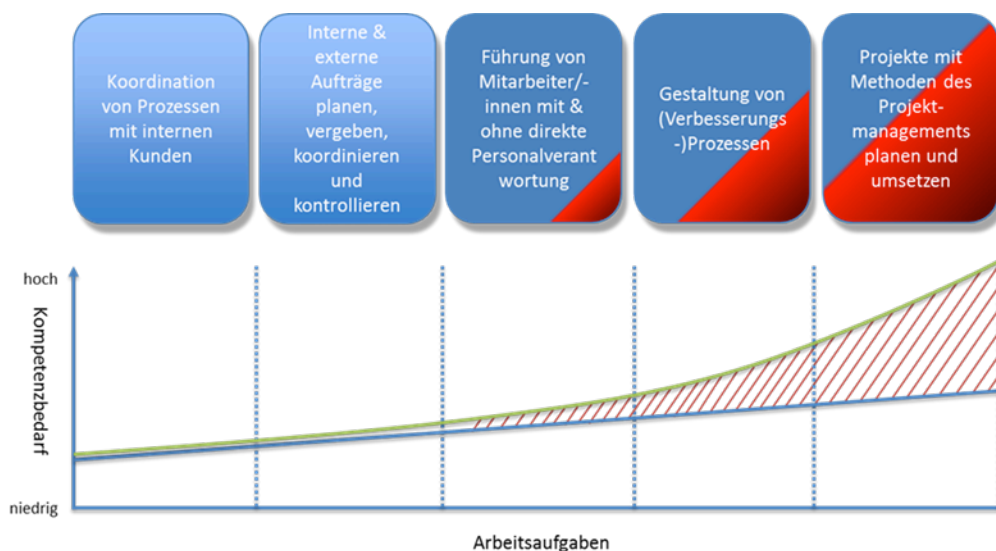 Koordination
von Prozessen
mit internen
Kunden
Interne &
externe
Aufträge
planen,
vergeben,
koordinieren
und
kontrollieren
Führung von
Mitarbeiter/-
innen mit &
ohne direkte
Personalverant
wortung
Gestaltung von
(Verbesserungs
-)Prozessen
Projekte mit
Methoden des
Projekt-
managements
planen und
umsetzen
hoch
Kompetenzbedarf
niedrig
Arbeitsaufgaben